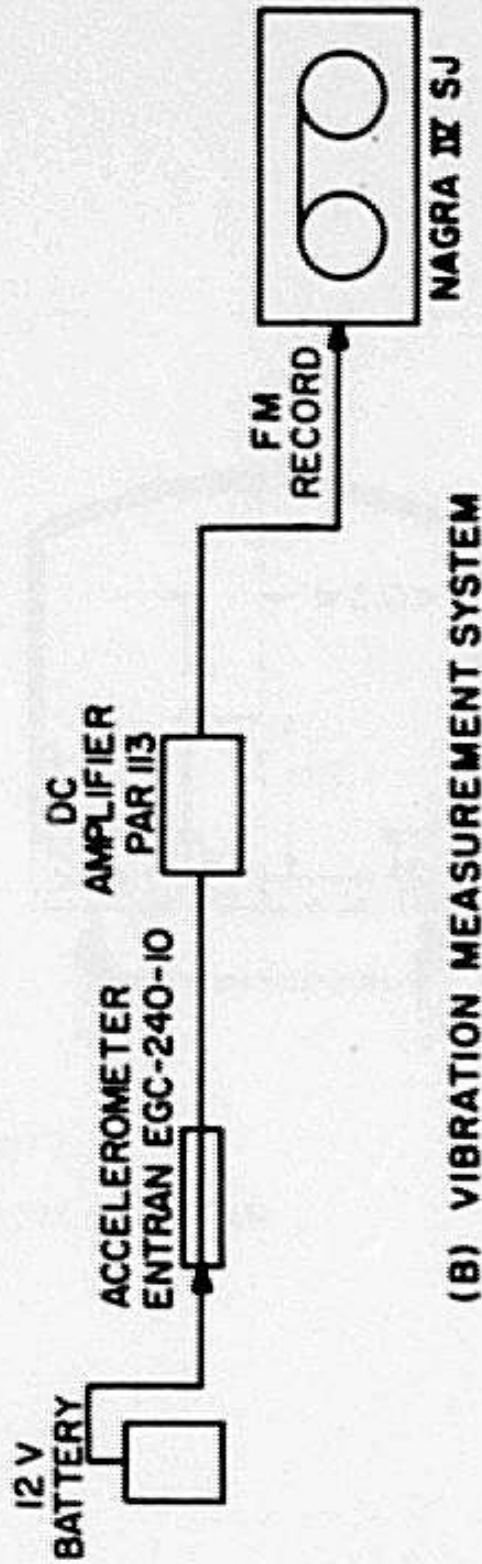 12 V
BATTERY
ACCELEROMETER
ENTRAN EGC-240-10
DC
AMPLIFIER
PAR 113
FM
RECORD
NAGRA IV SJ
(B) VIBRATION MEASUREMENT SYSTEM